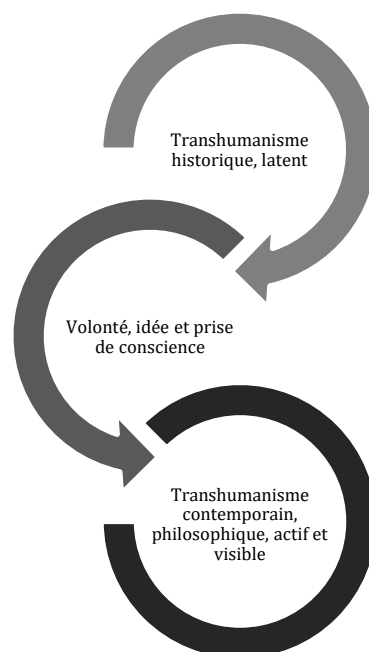 Transhumanisme
historique, latent
Volonté, idée et prise
de conscience
Transhumanisme
contemporain,
philosophique, actif et
visible